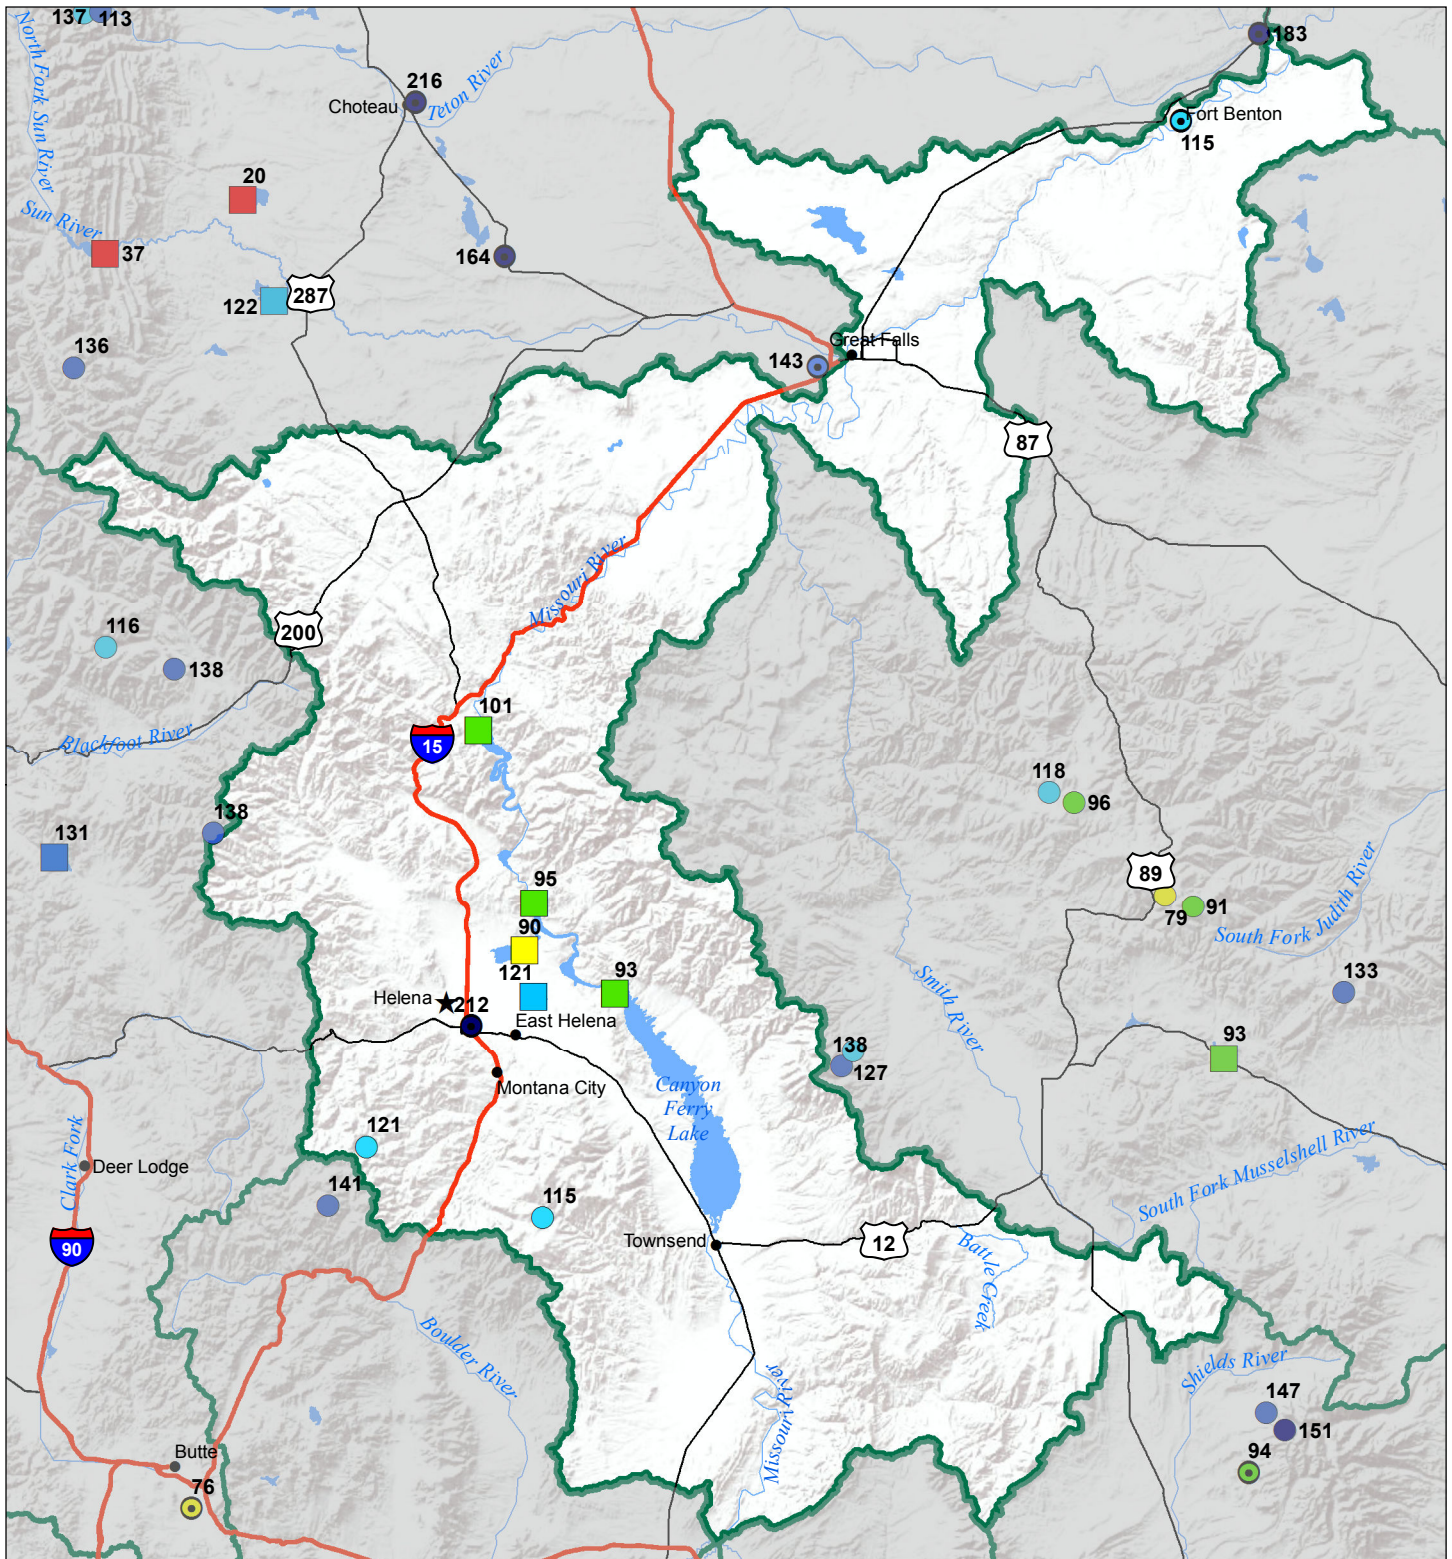 137
113
183
North Fork Sun River
216
Choteau
Teton River
Fort Benton
115
20
Sun River
37
164
122
287
136
143
Great Falls
87
Missouri River
200
116
138
Blackfoot River
101
15
118
96
138
131
89
79
91
South Fork Judith River
95
90
121
93
133
Helena
212
East Helena
Smith River
93
138
127
Montana City
Canyon
Ferry
Lake
Clark Fork
121
Deer Lodge
South Fork Musselshell River
141
115
90
Townsend
12
Battle Creek
Boulder River
Shields River
Missouri River
147
151
94
Butte
76